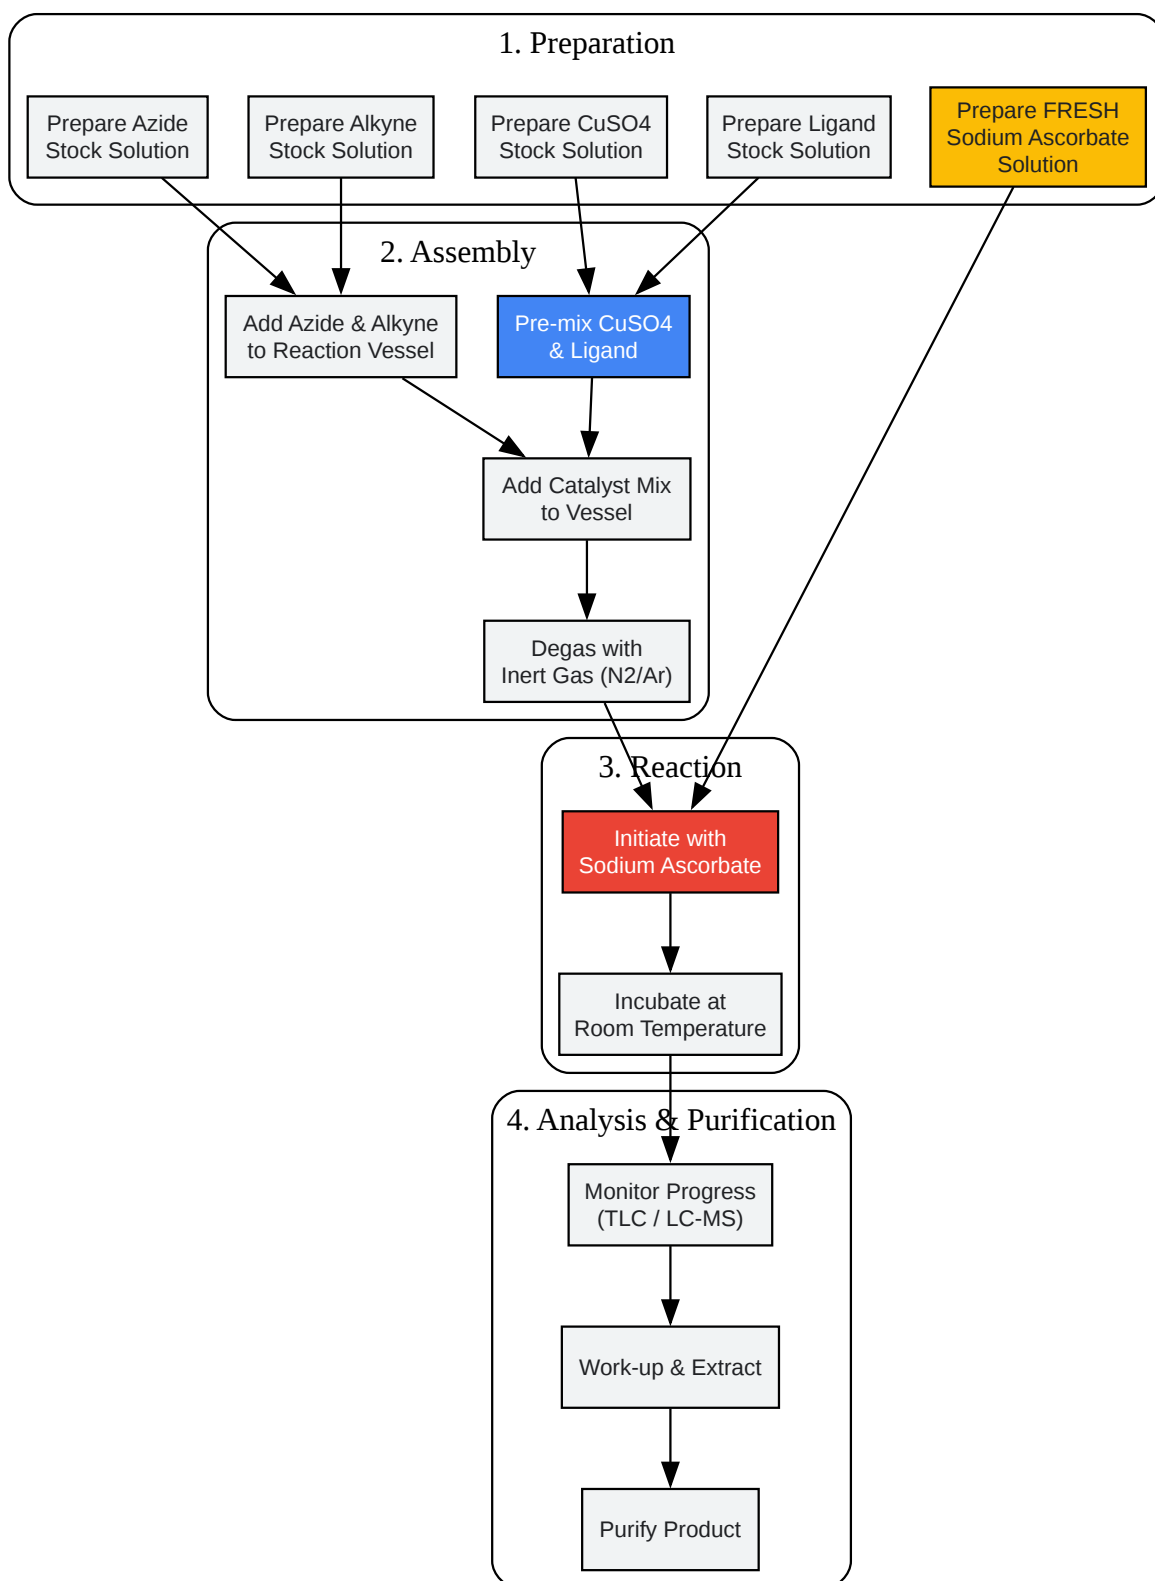 1. Preparation
Prepare Azide
Stock Solution
Prepare Alkyne
Stock Solution
Prepare CuSO4
Stock Solution
Prepare Ligand
Stock Solution
Prepare FRESH
Sodium Ascorbate
Solution
2. Assembly
Add Azide & Alkyne
to Reaction Vessel
Pre-mix CuSO4
& Ligand
Add Catalyst Mix
to Vessel
Degas with
Inert Gas (N2/Ar)
3. Reaction
Initiate with
Sodium Ascorbate
Incubate at
Room Temperature
4. Analysis & Purification
Monitor Progress
(TLC / LC-MS)
Work-up & Extract
Purify Product